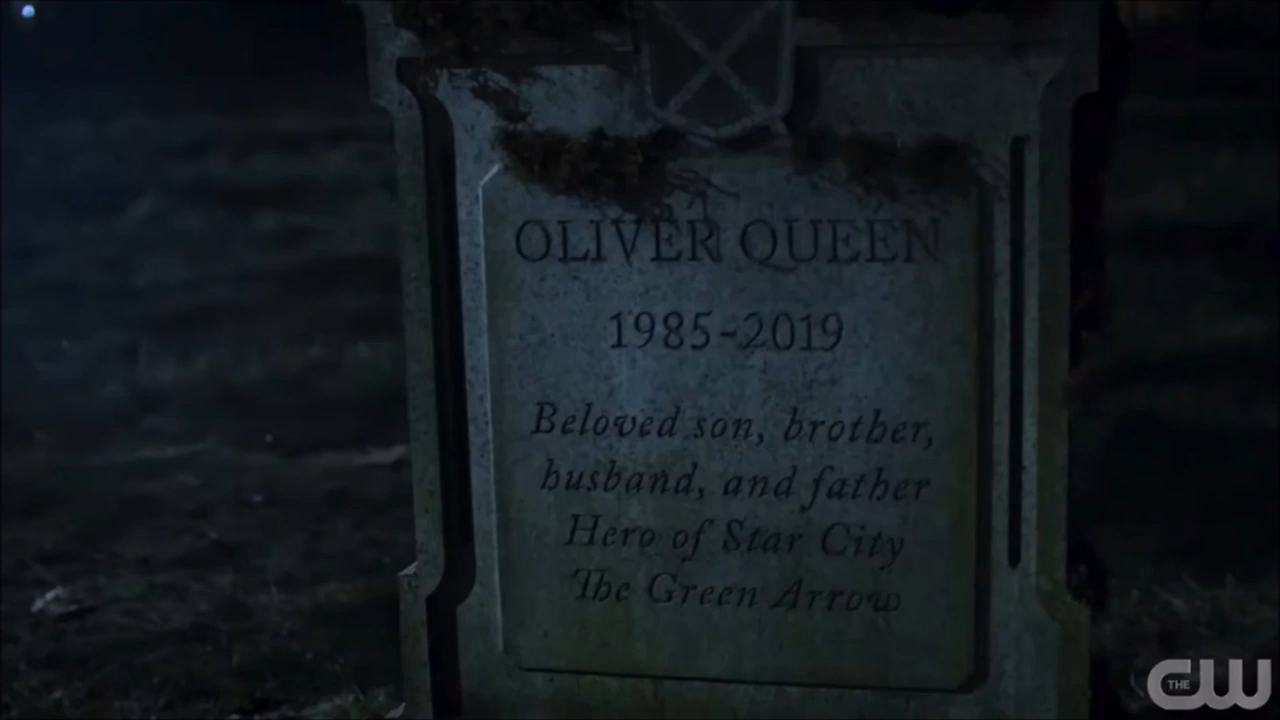 OLIVER QUEEN
1985-2019
Beloved son, brother,
husband, and father
Hero of Star City
The Green Arrow
THE CW